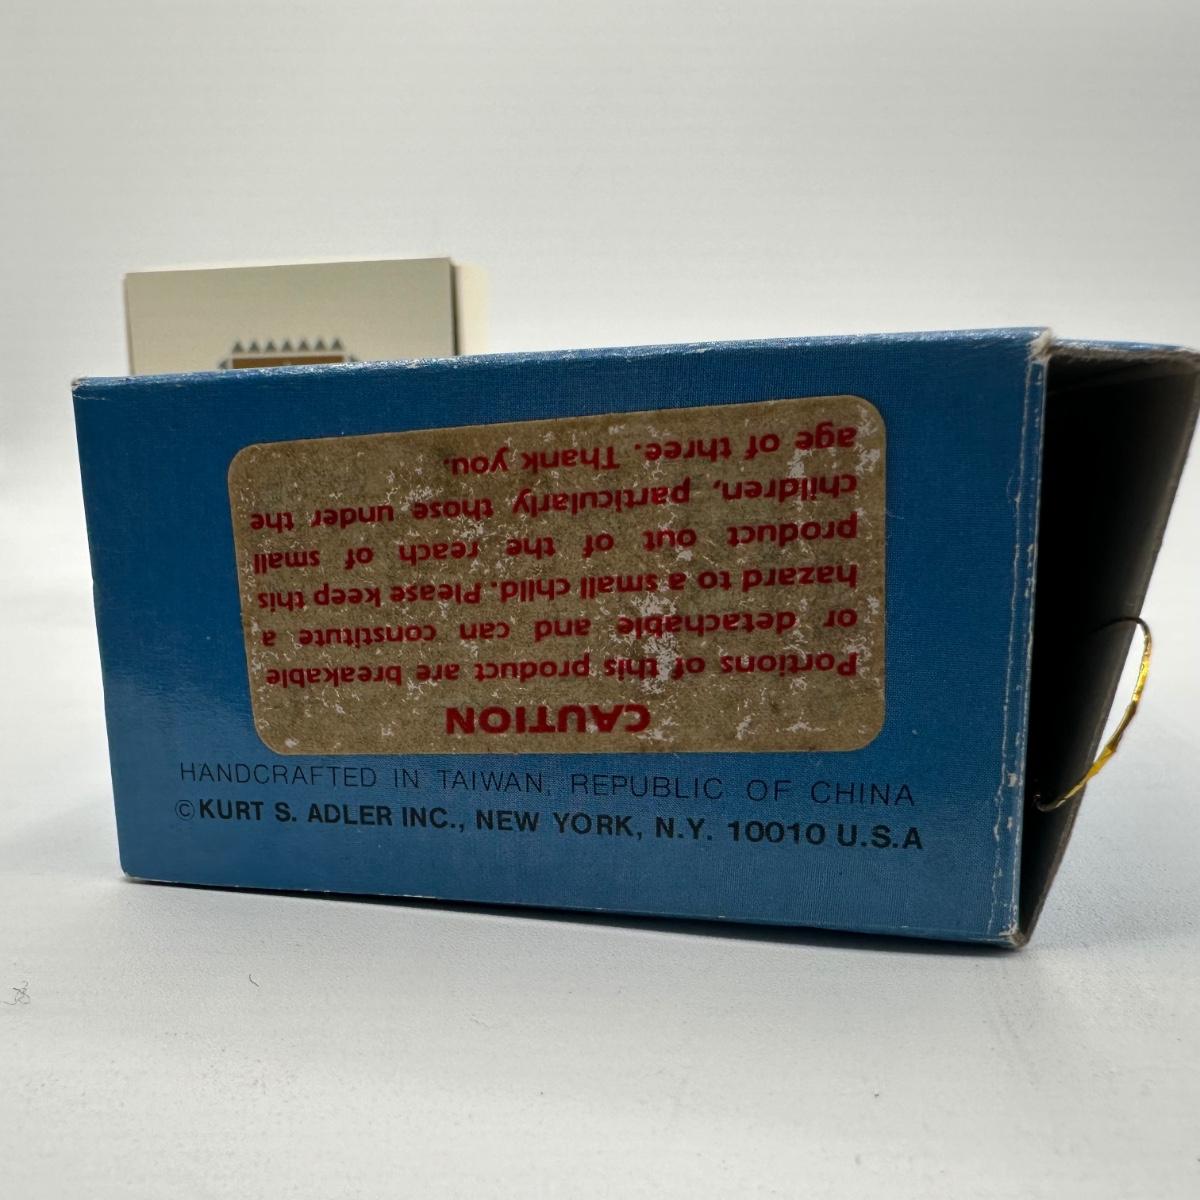 CAUTION
Portions of this product are breakable
or detachable and can constitute a
hazard to a small child. Please keep this
product out of the reach of small
children, particularly those under the
age of three. Thank you.
HANDCRAFTED IN TAIWAN, REPUBLIC OF CHINA
©KURT S. ADLER INC., NEW YORK, N.Y. 10010 U.S.A